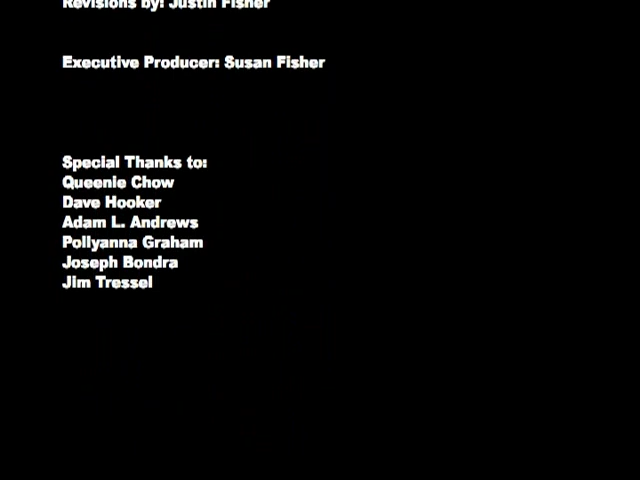 Revisions by: Justin Fisher
Executive Producer: Susan Fisher
Special Thanks to:
Queenie Chow
Dave Hooker
Adam L. Andrews
Pollyanna Graham
Joseph Bondra
Jim Tressel